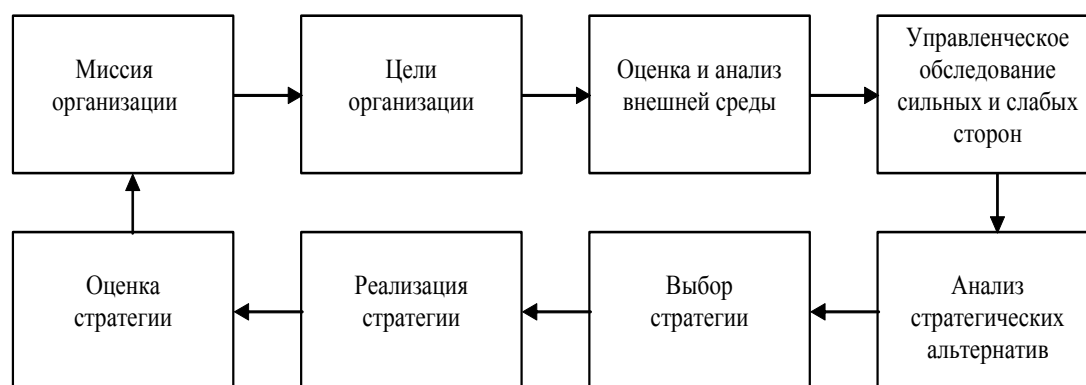 Миссия
организации
Цели
организации
Оценка и анализ
внешней среды
Управленческое
обследование
сильных и слабых
сторон
Оценка
стратегии
Реализация
стратегии
Выбор
стратегии
Анализ
стратегических
альтернатив